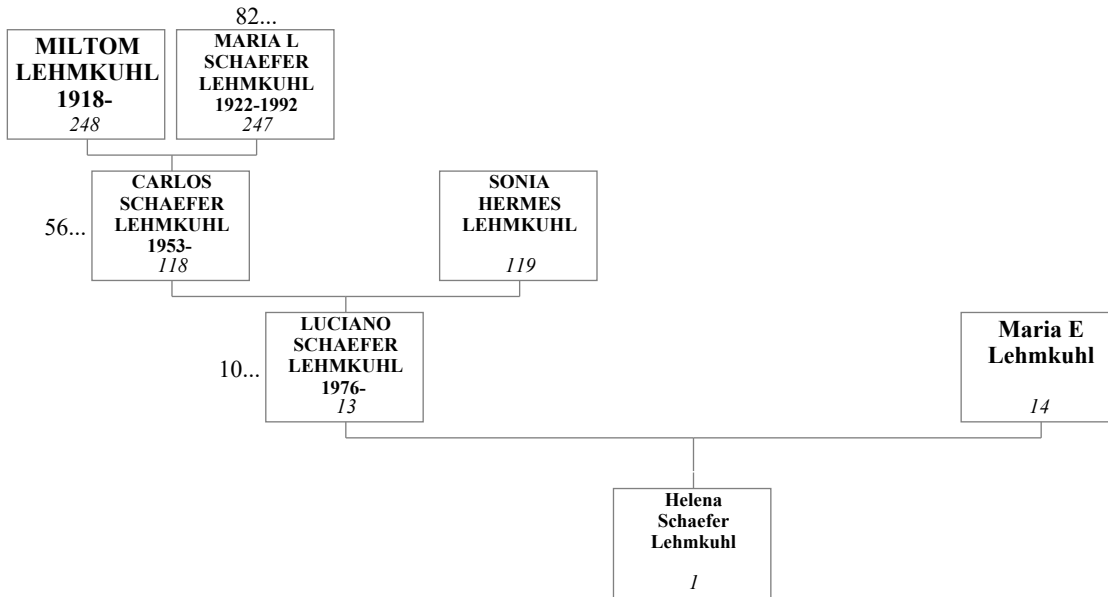 82...
MILTOM
LEHMKUHL
1918-
248
MARIA L
SCHAEFER
LEHMKUHL
1922-1992
247
56...
CARLOS
SCHAEFER
LEHMKUHL
1953-
118
SONIA
HERMES
LEHMKUHL
119
10...
LUCIANO
SCHAEFER
LEHMKUHL
1976-
13
Maria E
Lehmkuhl
14
Helena
Schaefer
Lehmkuhl
1